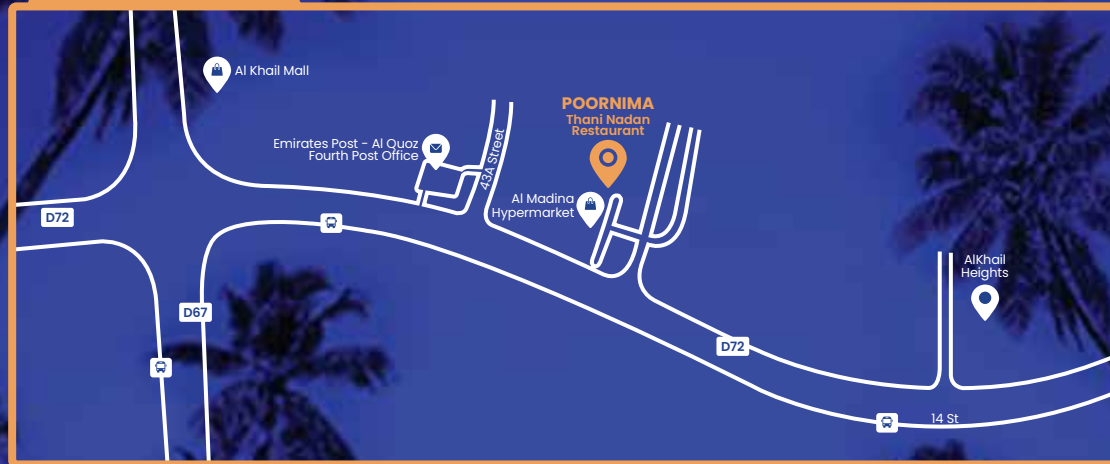 Al Khail Mall
POORNIMA
Thani Nadan
Restaurant
Emirates Post - Al Quoz
Fourth Post Office
43A Street
Al Madina
Hypermarket
D72
AlKhail
Heights
D67
D72
14 St